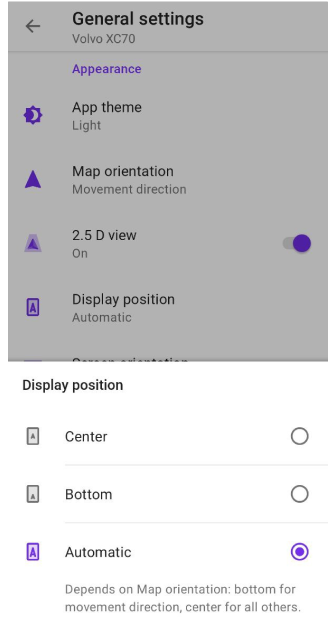 General settings
Volvo XC70
Appearance
App theme
Light
Map orientation
Movement direction
2.5 D view
On
Display position
Automatic
Display position
Center
Bottom
Automatic
Depends on Map orientation: bottom for
movement direction, center for all others.